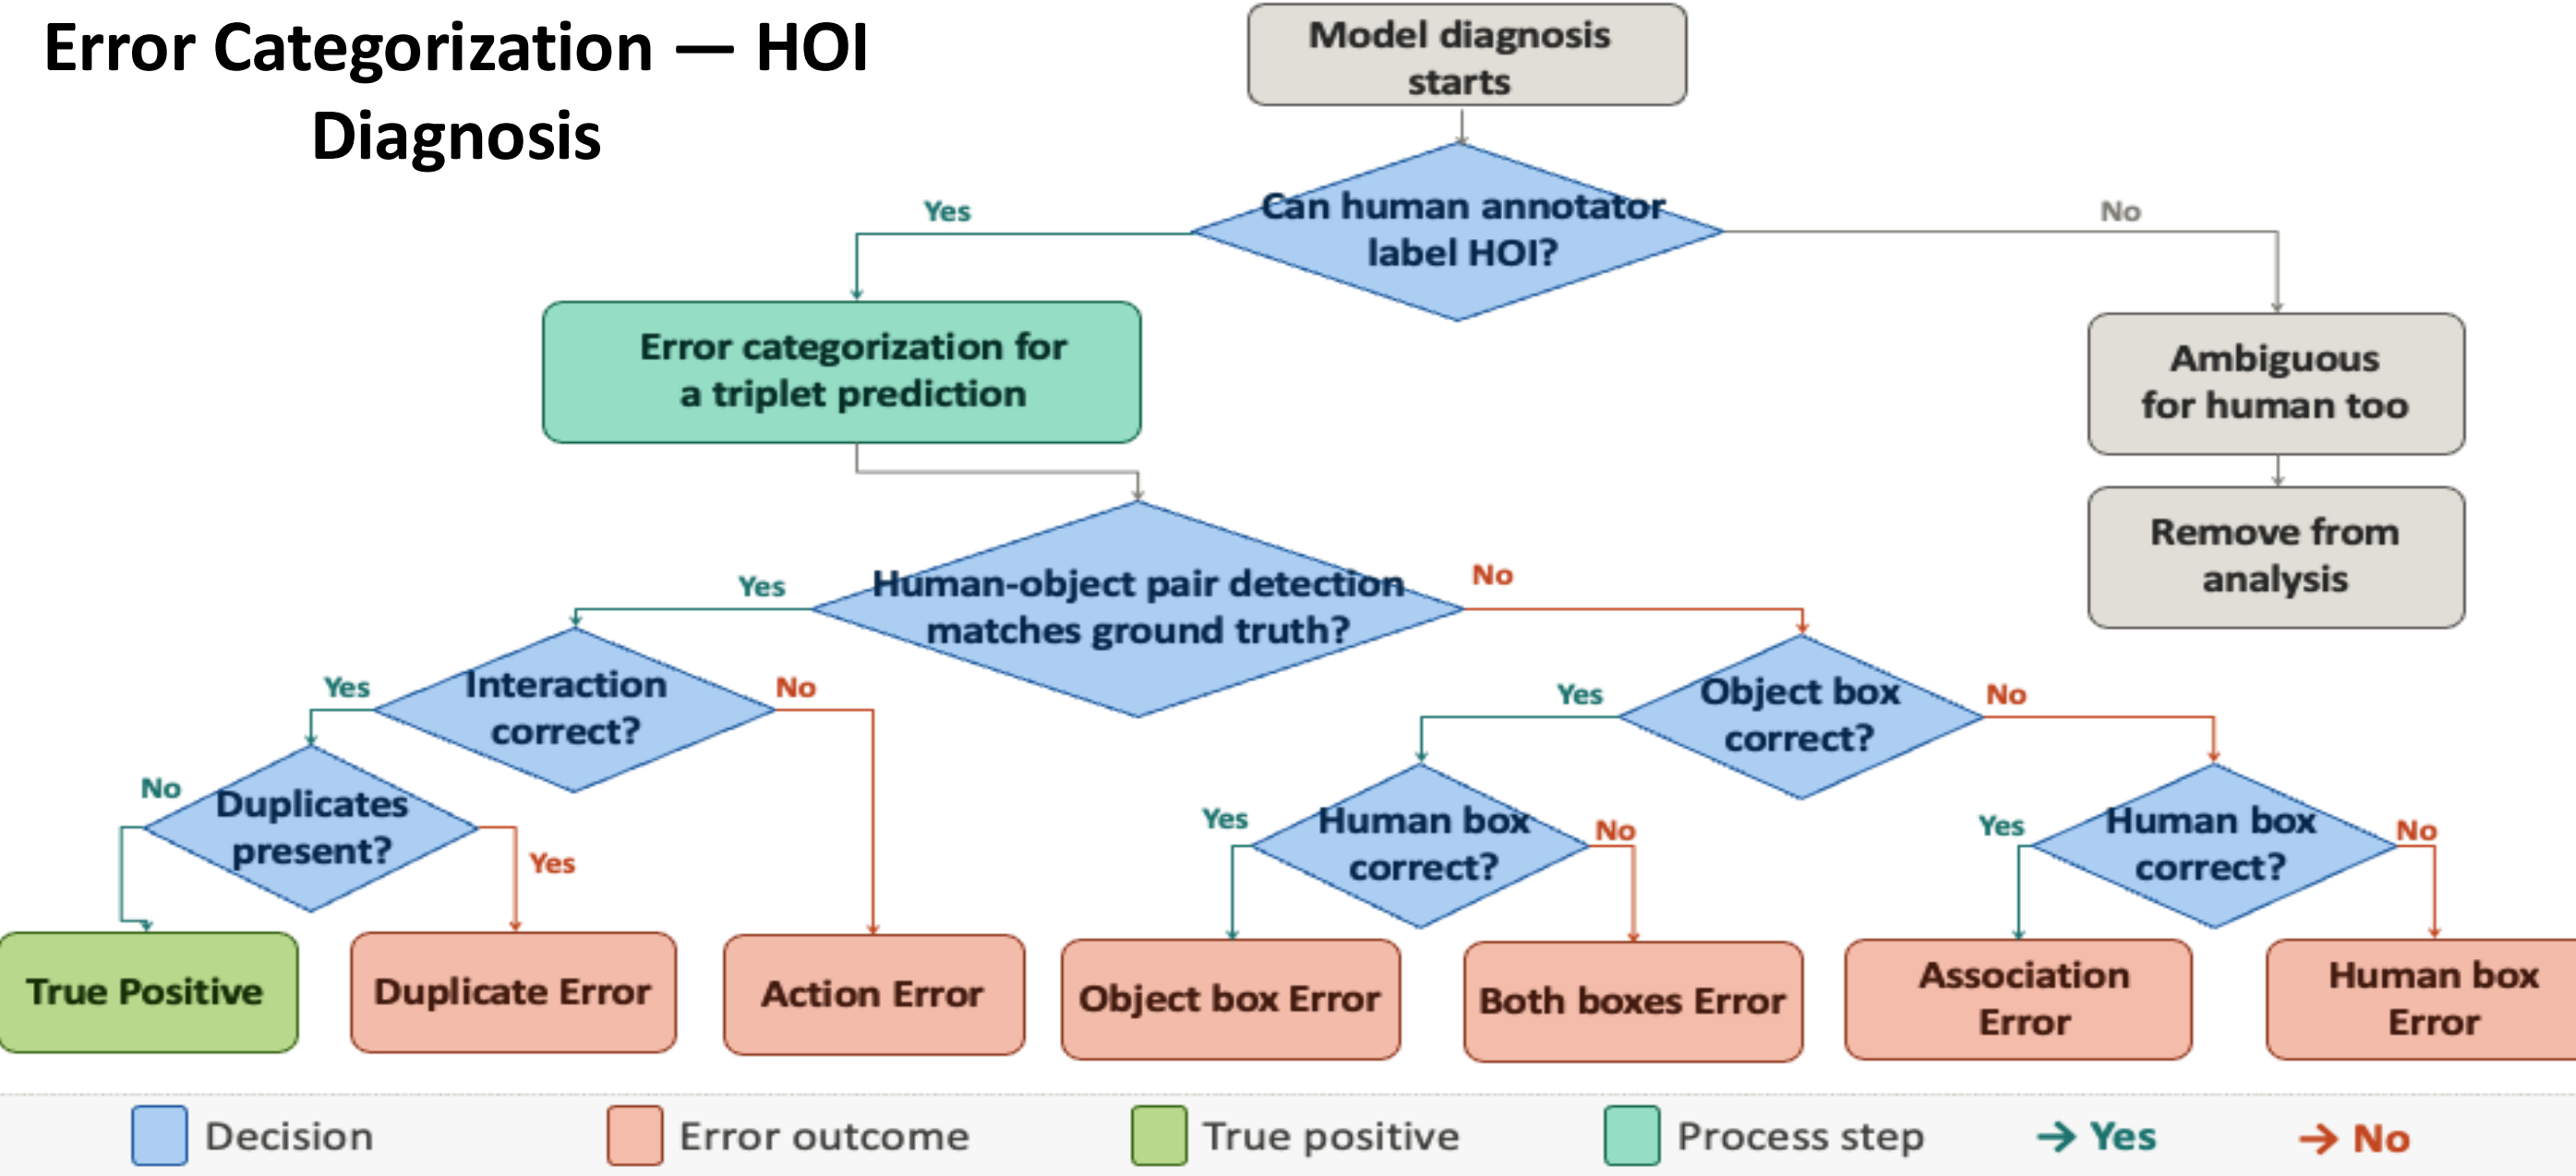 Error Categorization — HOI
Diagnosis
Model diagnosis
starts
Can human annotator
label HOI?
Yes
No
Error categorization for
a triplet prediction
Ambiguous
for human too
Remove from
analysis
Human-object pair detection
matches ground truth?
Yes
No
Interaction
correct?
Yes
No
Object box
correct?
Yes
No
Duplicates
present?
No
Yes
Human box
correct?
Yes
No
Human box
correct?
Yes
No
True Positive
Duplicate Error
Action Error
Object box Error
Both boxes Error
Association
Error
Human box
Error
Decision
Error outcome
True positive
Process step
→ Yes
→ No